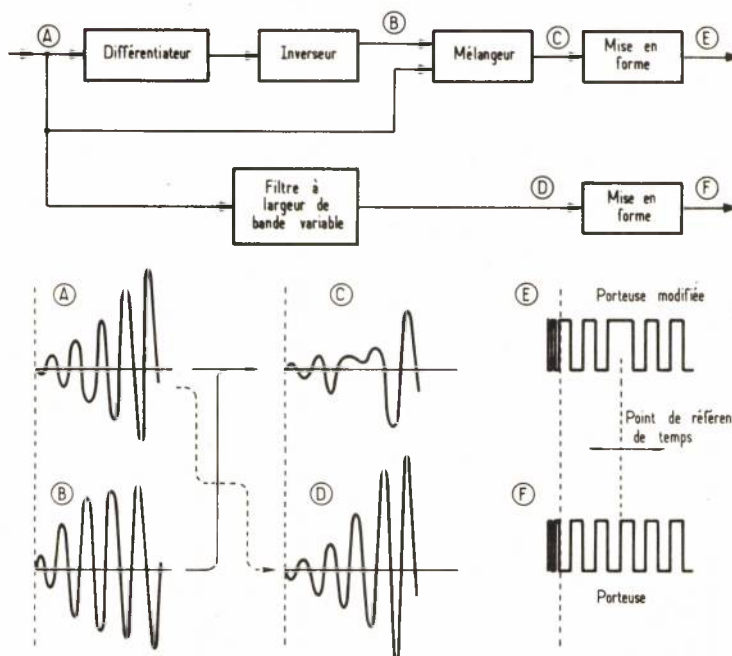 A
B
C
E
Différentiateur
Inverseur
Mélangeur
Mise en
forme
Filtre à
largeur de
bande variable
D
Mise en
forme
F
A
C
E
Porteuse modifiée
Point de
de temps
B
D
F
Porteuse